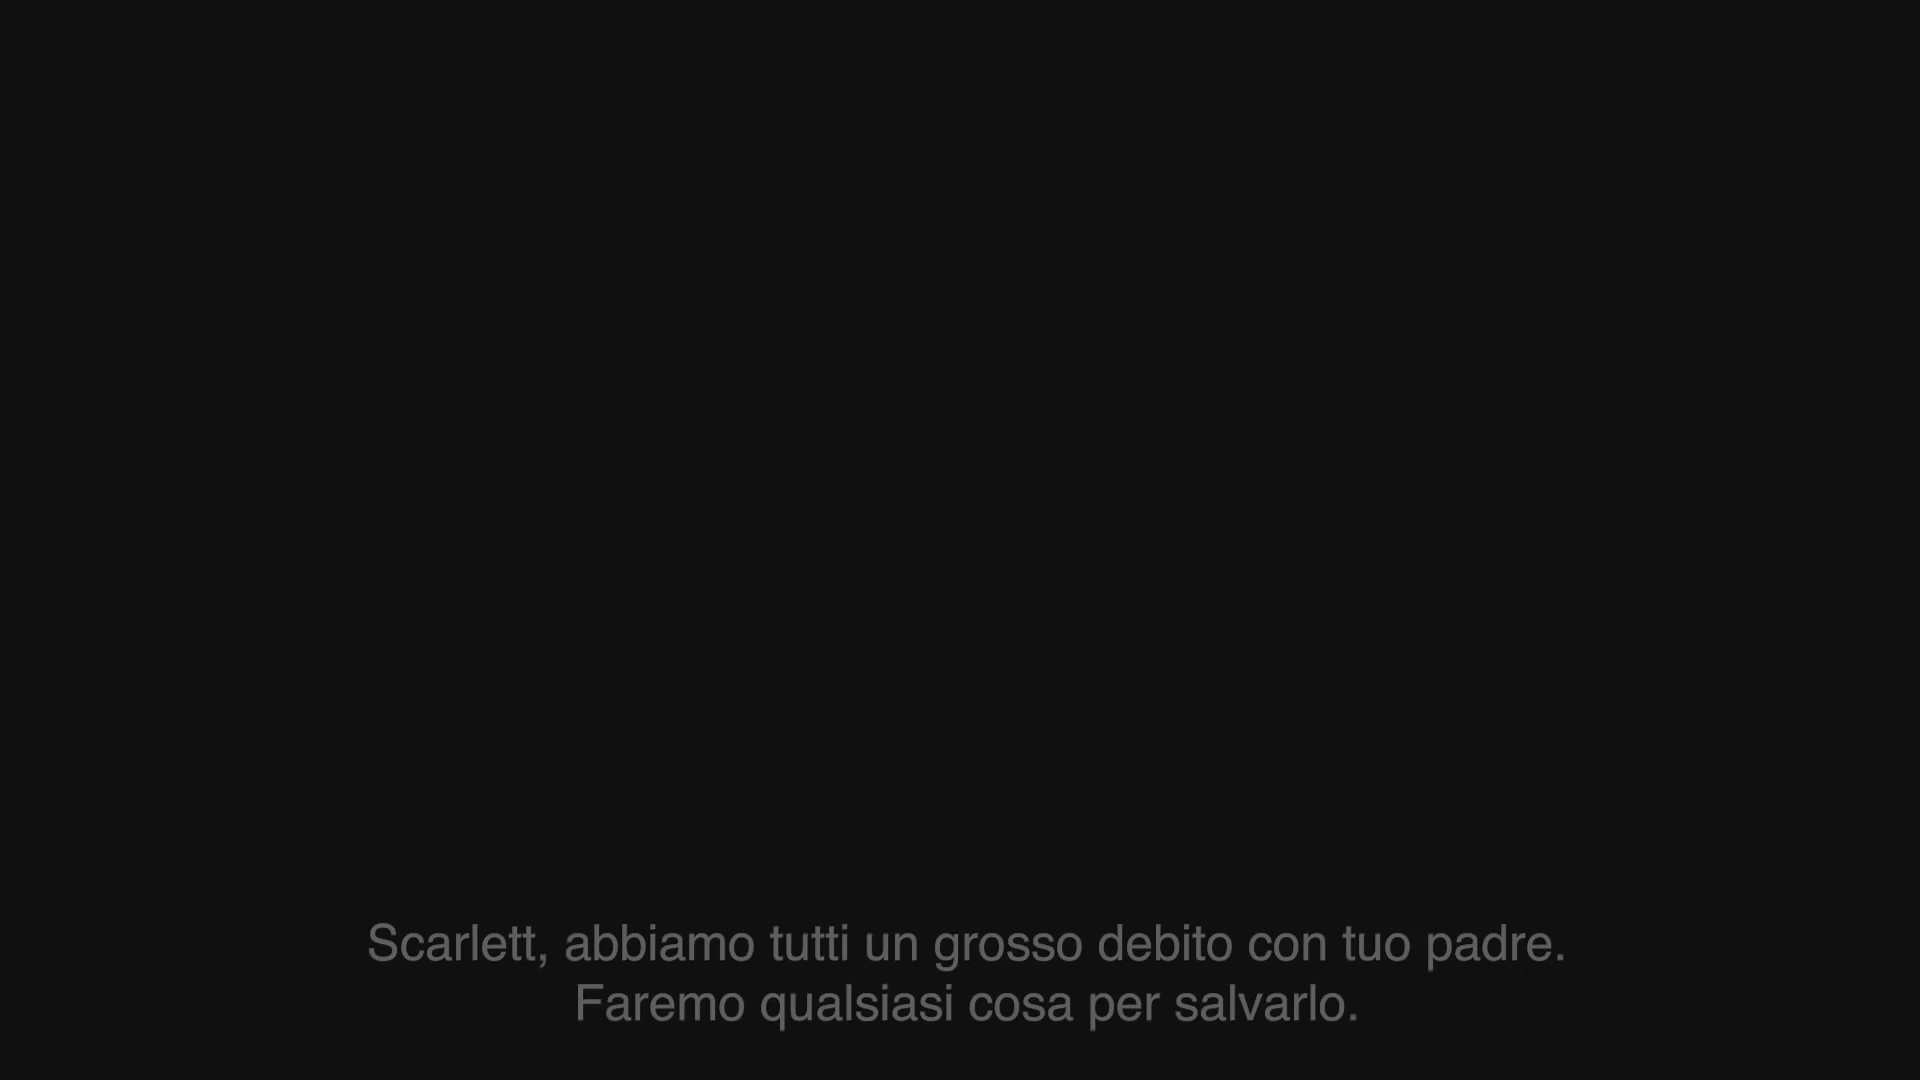 Scarlett, abbiamo tutti un grosso debito con tuo padre.
Faremo qualsiasi cosa per salvarlo.